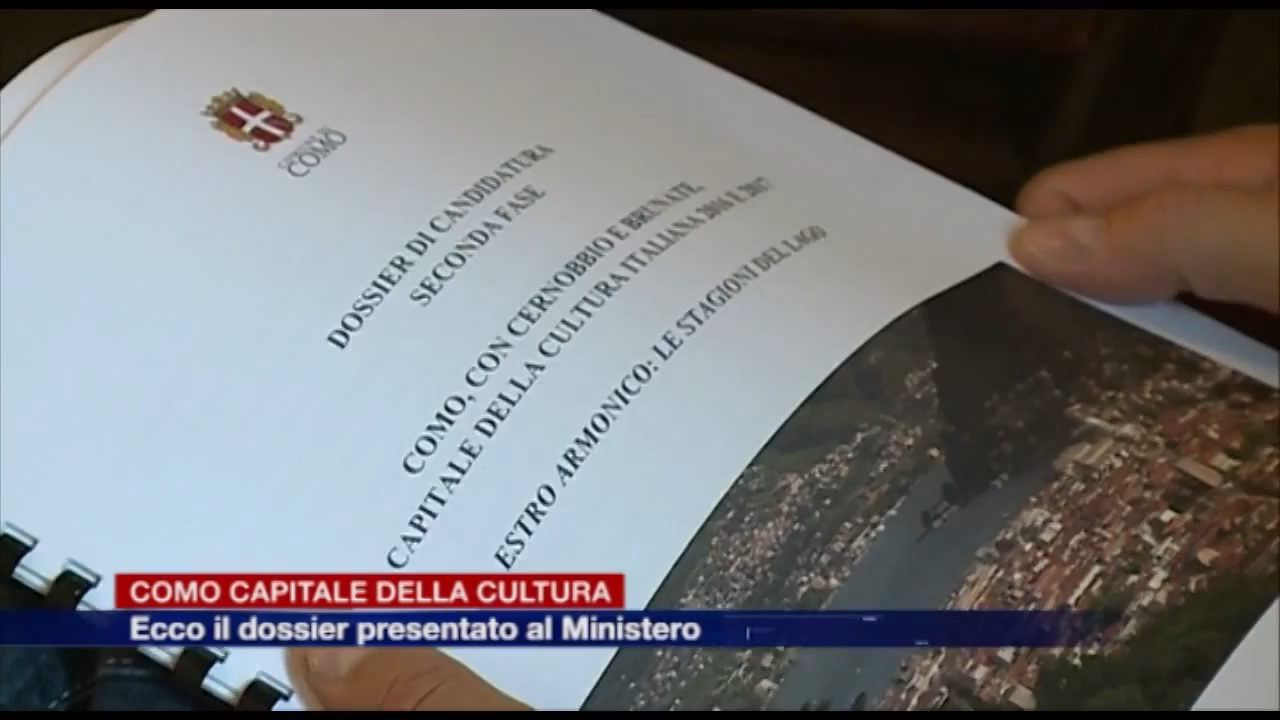 COMUNE DI
COMO
DOSSIER DI CANDIDATURA
SECONDA FASE
COMO, CON CERNOBBIO E BRUNATE,
CAPITALE DELLA CULTURA ITALIANA 2016 E 2017
ESTRO ARMONICO: LE STAGIONI DEL LAGO
COMO CAPITALE DELLA CULTURA
Ecco il dossier presentato al Ministero